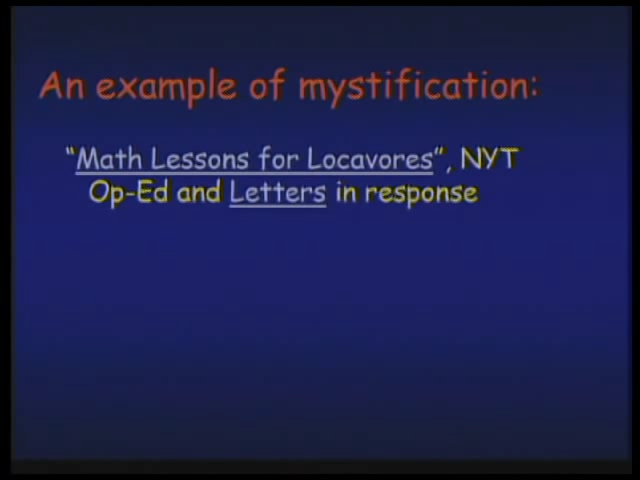 An example of mystification:
“Math Lessons for Locavores”, NYT
Op-Ed and Letters in response